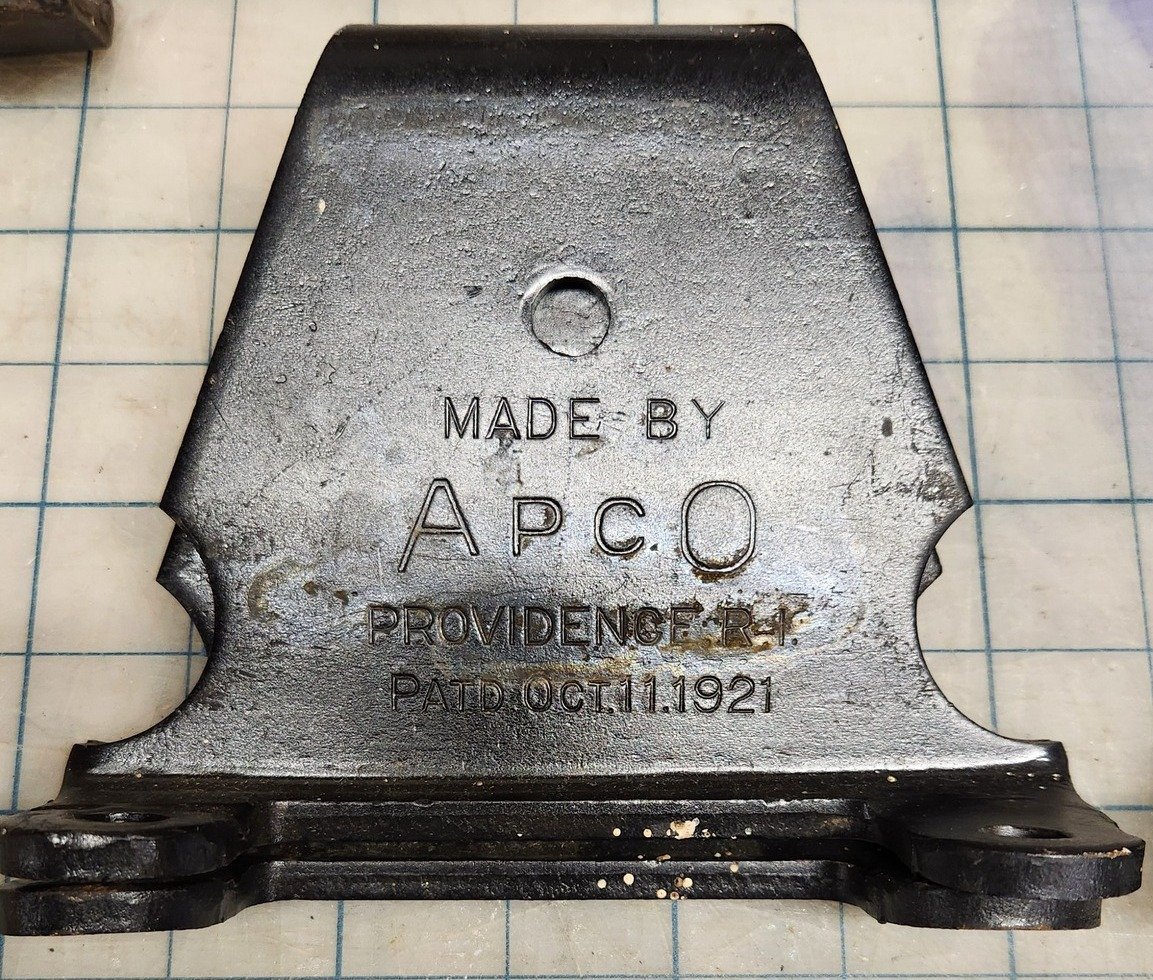 MADE BY
APCO
PROVIDENCE R.I.
PATD. OCT. 11. 1921